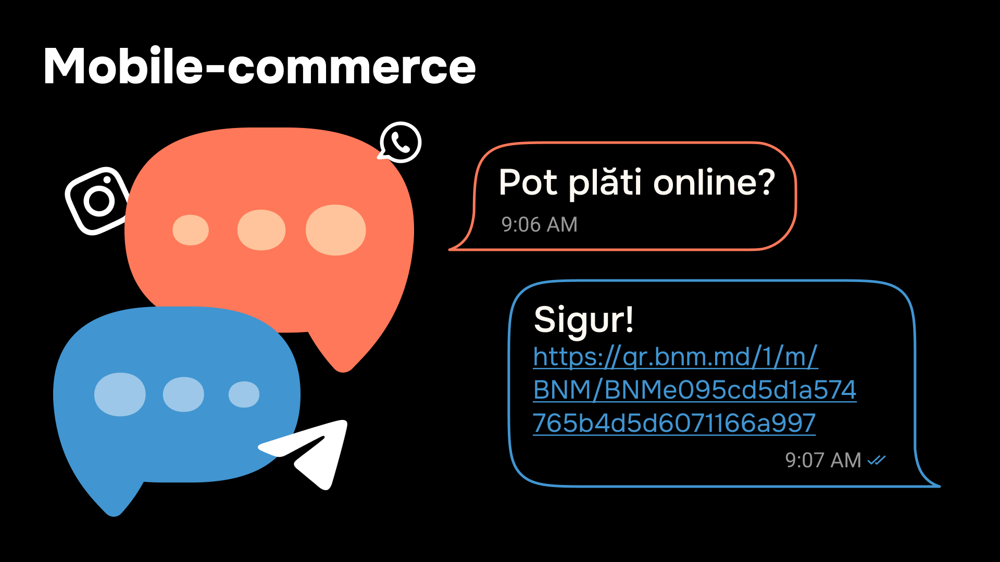 Mobile-commerce
Pot plăti online?
9:06 AM
Sigur!
https://qr.bnm.md/1/m/
BNM/BNMe095cd5d1a574
765b4d5d6071166a997
9:07 AM